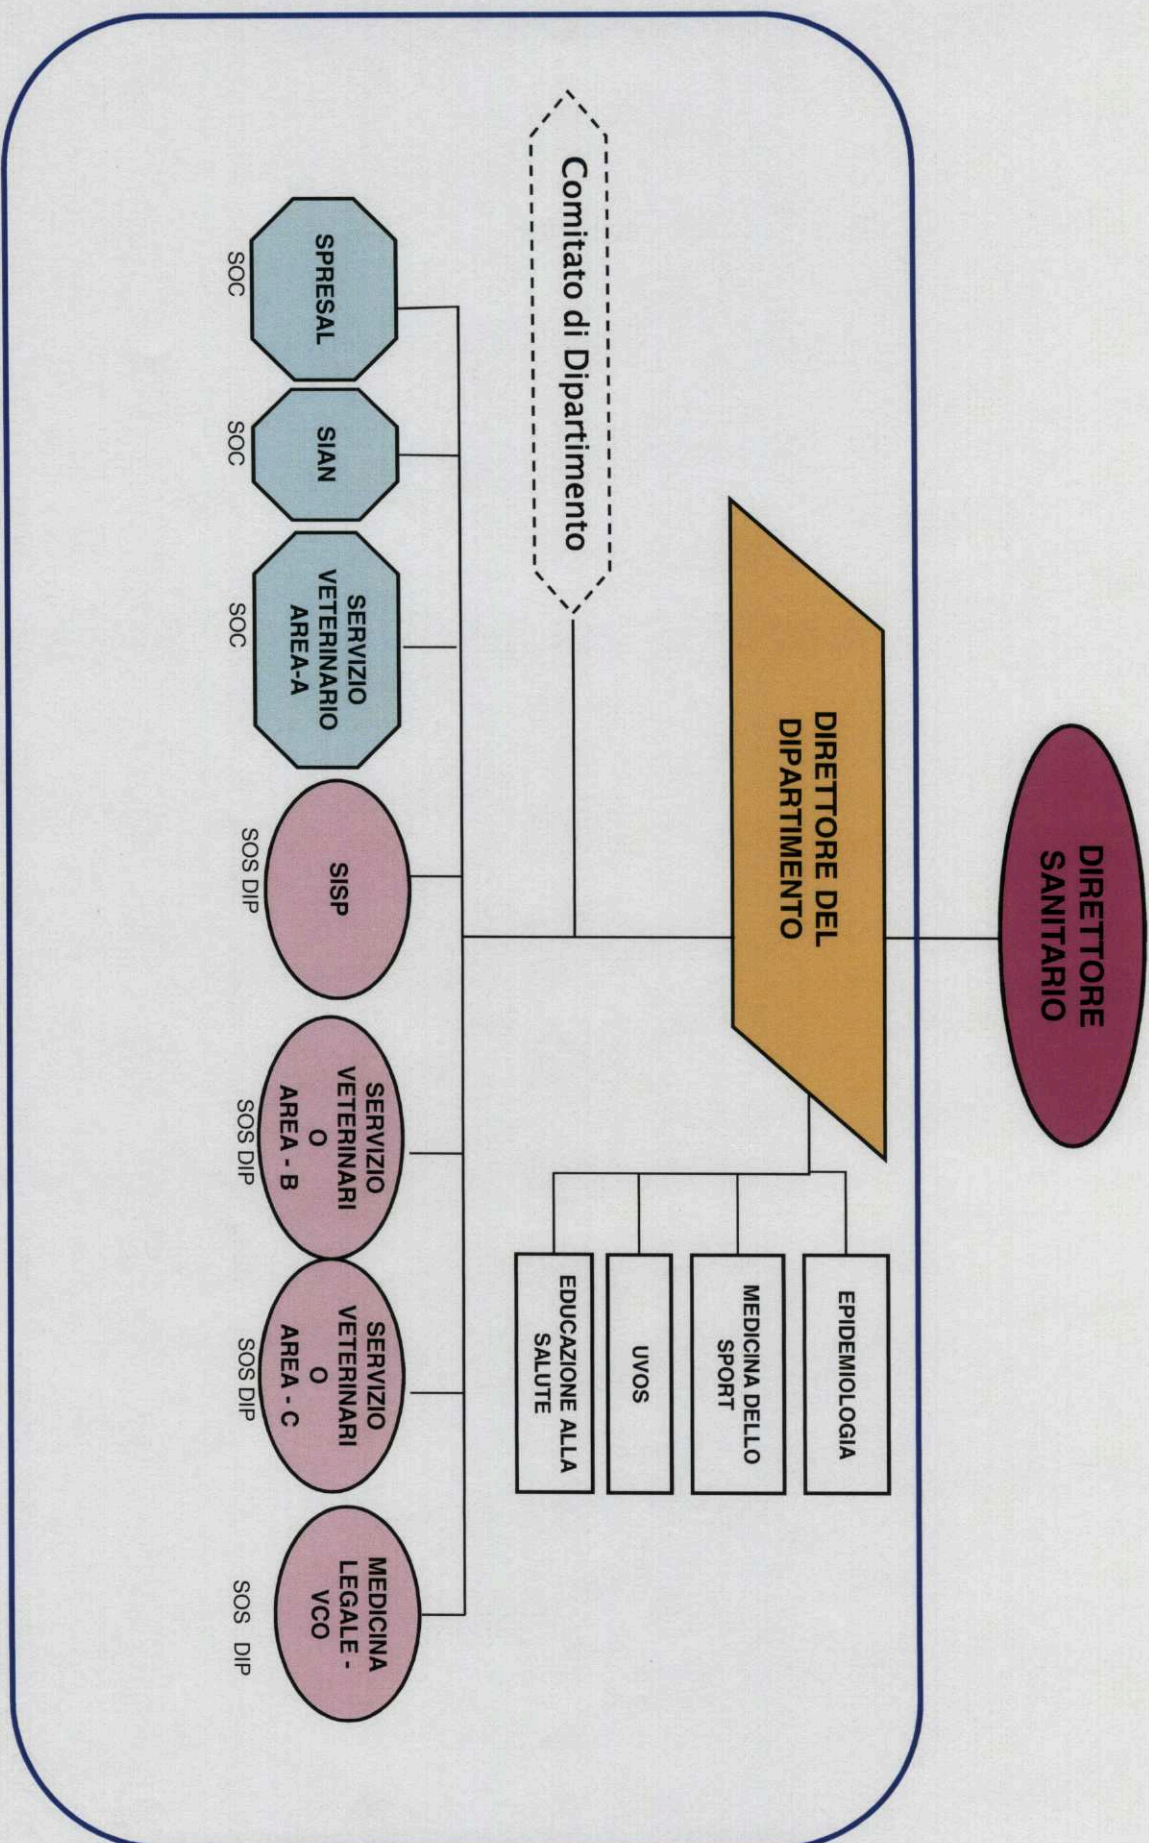 DIRETTORE
SANITARIO
DIRETTORE DEL
DIPARTIMENTO
EPIDEMIOLOGIA
MEDICINA DELLO
SPORT
UVOS
EDUCAZIONE ALLA
SALUTE
Comitato di Dipartimento
SPRESAL
SOC
SIAN
SOC
SERVIZIO
VETERINARIO
AREA-A
SOC
SISP
SOS DIP
SERVIZIO
VETERINARI
O
AREA - B
SOS DIP
SERVIZIO
VETERINARI
O
AREA - C
SOS DIP
MEDICINA
LEGALE -
VCO
SOS DIP